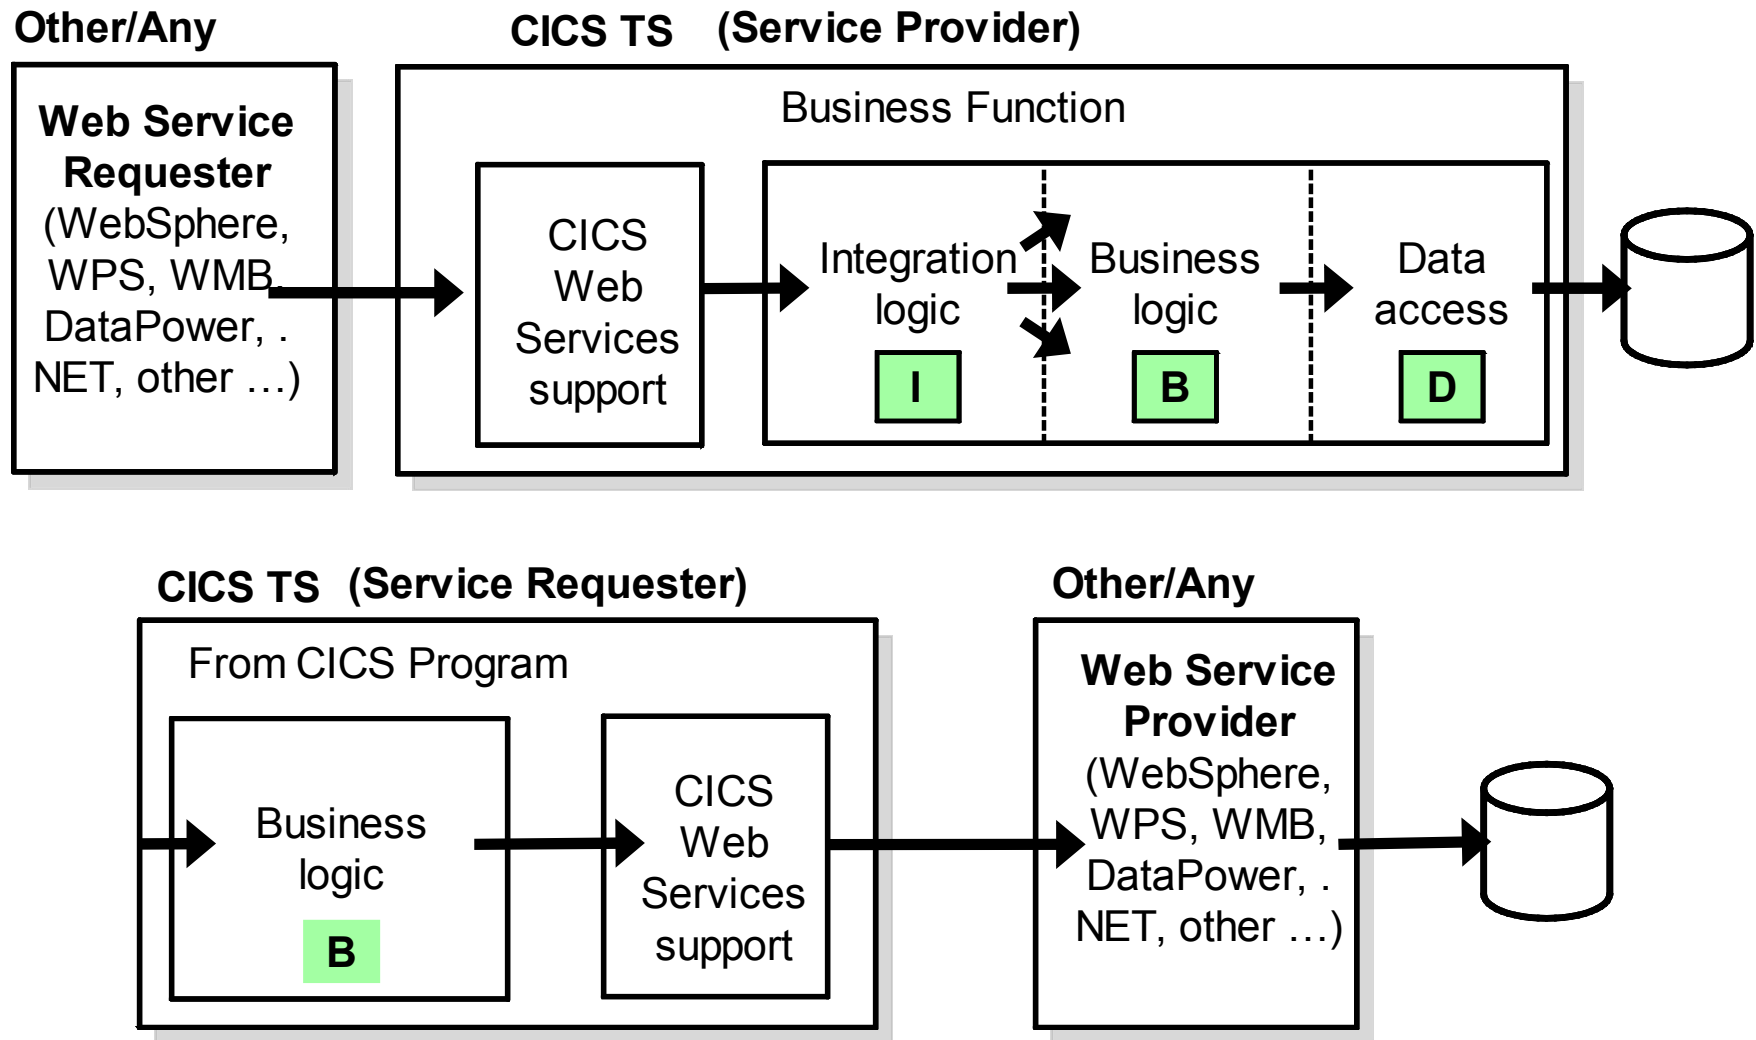 Other/Any
CICS TS (Service Provider)
Web Service
Requester
(WebSphere,
WPS, WMB,
DataPower, .
NET, other …)
Business Function
CICS
Web
Services
support
Integration
logic
I
Business
logic
B
Data
access
D
CICS TS (Service Requester)
From CICS Program
Business
logic
B
CICS
Web
Services
support
Other/Any
Web Service
Provider
(WebSphere,
WPS, WMB,
DataPower, .
NET, other …)